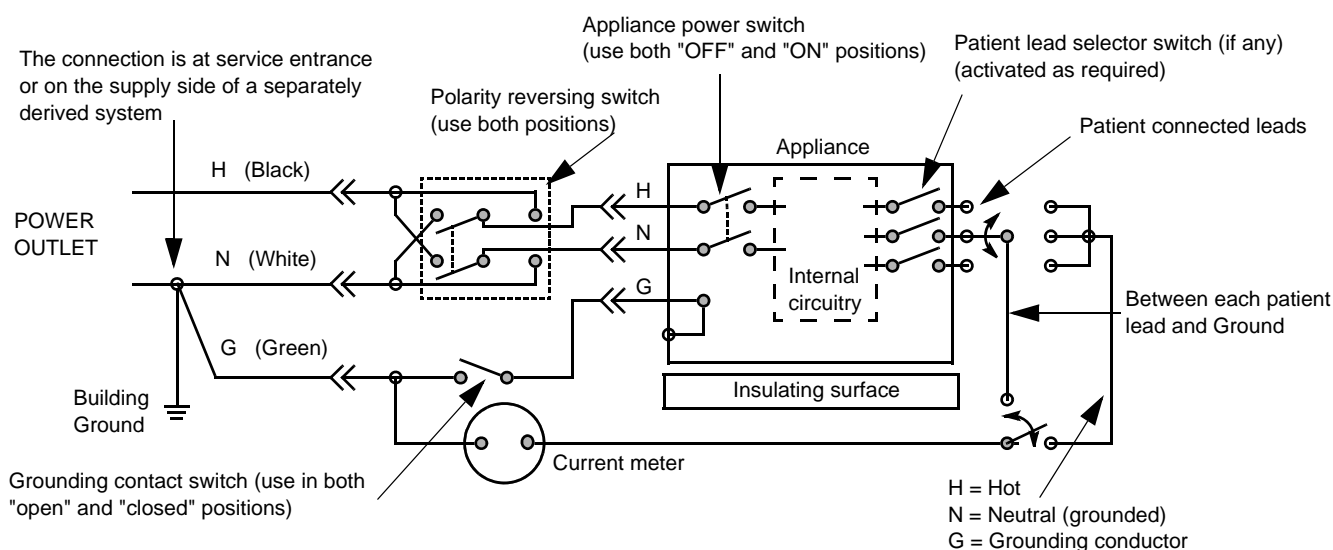 Appliance power switch
(use both "OFF" and "ON" positions)
Patient lead selector switch (if any)
(activated as required)
The connection is at service entrance
or on the supply side of a separately
derived system
Polarity reversing switch
(use both positions)
Patient connected leads
Appliance
H (Black)
H
POWER
OUTLET
N
N (White)
Internal
circuitry
G
Between each patient
lead and Ground
G (Green)
Insulating surface
Building
Ground
Current meter
Grounding contact switch (use in both
"open" and "closed" positions)
H = Hot
N = Neutral (grounded)
G = Grounding conductor